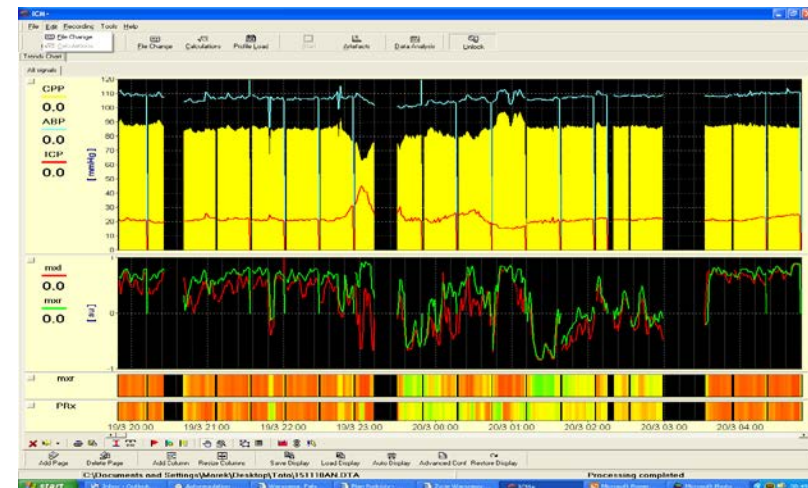 ICM+
File Edit Recording Tools Help
File Change
File Change Calculations Profile Load Artefacts Data Analysis Unlock
Trends Chart
All signals
CPP
0.0
ABP
0.0
ICP
0.0
[mmHg]
120
110
100
90
80
70
60
50
40
30
20
10
0
mxl
0.0
mxr
0.0
[au]
1
0
-1
mxr
PRx
19/3 20:00 19/3 21:00 19/3 22:00 19/3 23:00 20/3 00:00 20/3 01:00 20/3 02:00 20/3 03:00 20/3 04:00
Add Page Delete Page Add Column Resize Columns Save Display Load Display Auto Display Advanced Conf Restore Display
Processing completed
start